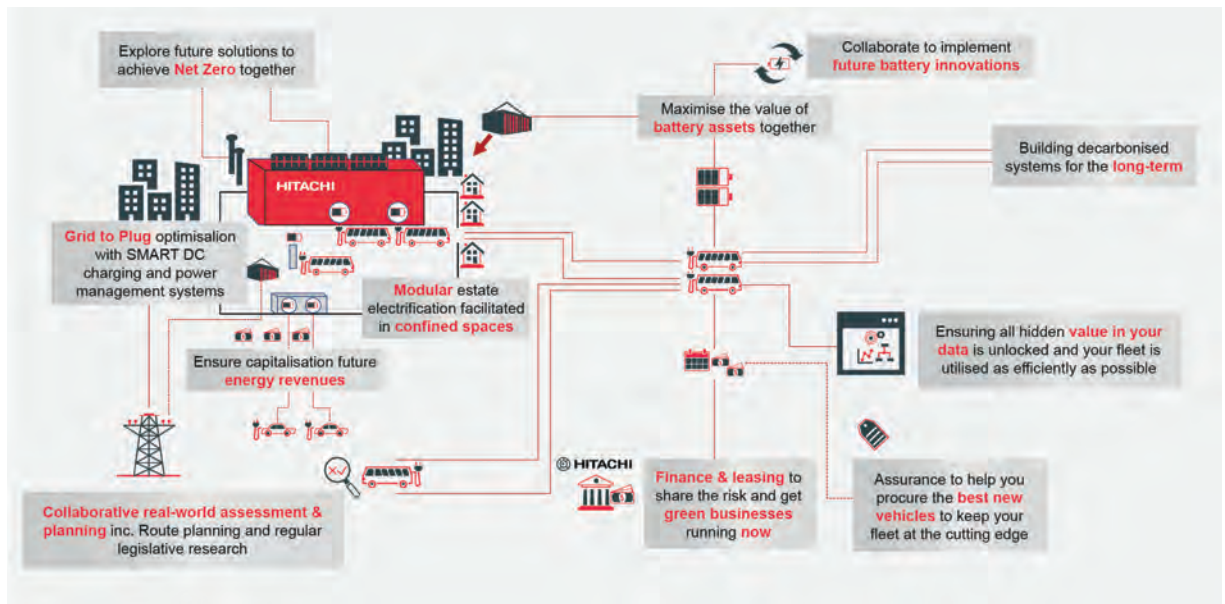 Explore future solutions to
achieve Net Zero together
Collaborate to implement
future battery innovations
Maximise the value of
battery assets together
Building decarbonised
systems for the long-term
HITACHI
Grid to Plug optimisation
with SMART DC
charging and power
management systems
Modular estate
electrification facilitated
in confined spaces
Ensure capitalisation future
energy revenues
Ensuring all hidden value in your
data is unlocked and your fleet is
utilised as efficiently as possible
HITACHI
Finance & leasing to
share the risk and get
green businesses
running now
Assurance to help you
procure the best new
vehicles to keep your
fleet at the cutting edge
Collaborative real-world assessment &
planning inc. Route planning and regular
legislative research